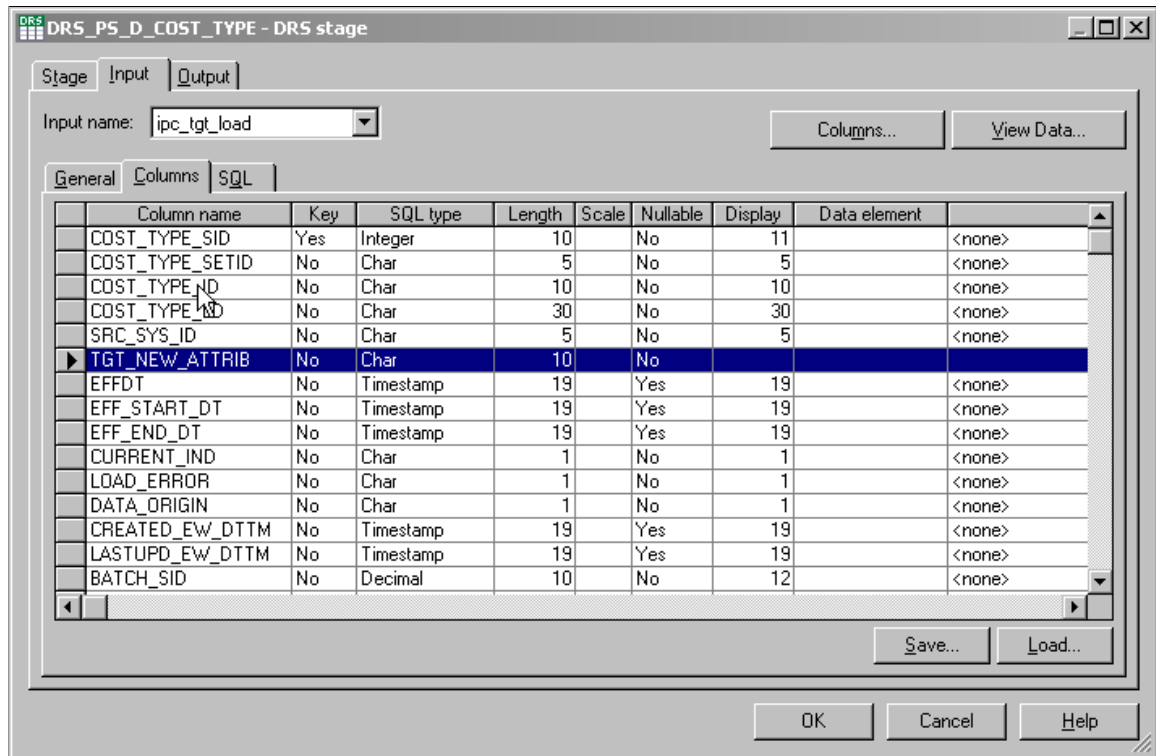 DRS
DRS_PS_D_COST_TYPE - DRS stage
Stage Input Output
Input name: ipc_tgt_load Columns... View Data...
General Columns SQL
Column name Key SQL type Length Scale Nullable Display Data element
COST_TYPE_SID Yes Integer 10 No 11 <none>
COST_TYPE_SETID No Char 5 No 5 <none>
COST_TYPE_ID No Char 10 No 10 <none>
No Char 30 No 30 <none>
SRC_SYS_ID No Char 5 No 5 <none>
TGT_NEW_ATTRIB No Char 10 No
EFFDT No Timestamp 19 Yes 19 <none>
EFF_START_DT No Timestamp 19 Yes 19 <none>
EFF_END_DT No Timestamp 19 Yes 19 <none>
CURRENT_IND No Char 1 No 1 <none>
LOAD_ERROR No Char 1 No 1 <none>
DATA_ORIGIN No Char 1 No 1 <none>
CREATED_EW_DTTM No Timestamp 19 Yes 19 <none>
LASTUPD_EW_DTTM No Timestamp 19 Yes 19 <none>
BATCH_SID No Decimal 10 No 12 <none>
Save... Load...
OK Cancel Help